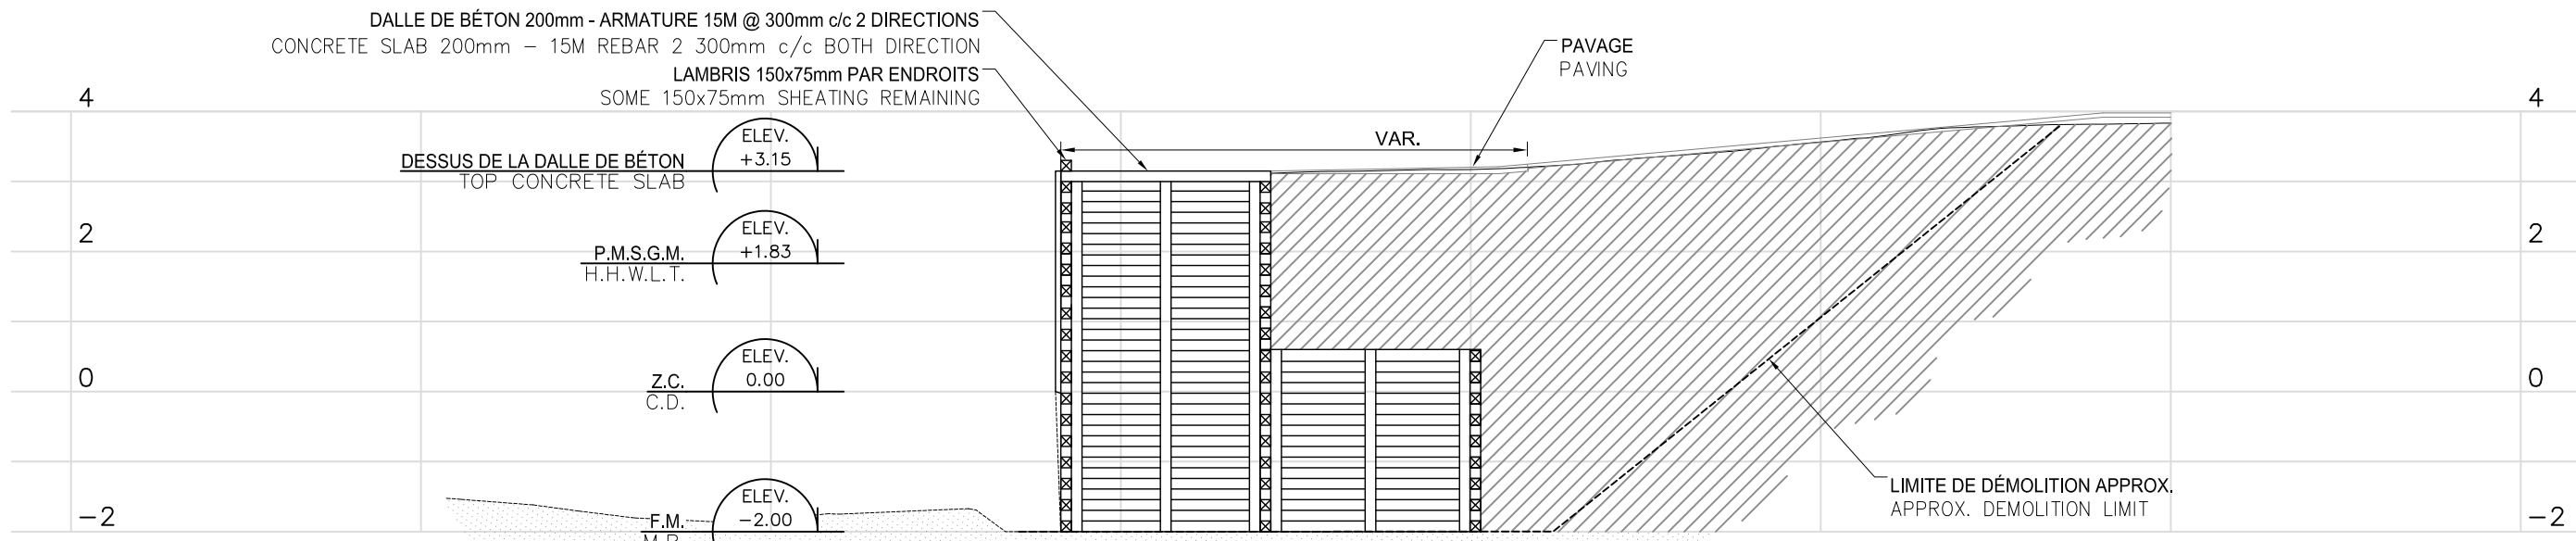 DALLE DE BÉTON 200mm - ARMATURE 15M @ 300mm c/c 2 DIRECTIONS
CONCRETE SLAB 200mm – 15M REBAR 2 300mm c/c BOTH DIRECTION
LAMBRIS 150x75mm PAR ENDROITS
SOME 150x75mm SHEATING REMAINING
PAVAGE
PAVING
4
4
VAR.
ELEV.
+3.15
DESSUS DE LA DALLE DE BÉTON
TOP CONCRETE SLAB
2
2
ELEV.
+1.83
P.M.S.G.M.
H.H.W.L.T.
0
0
ELEV.
0.00
Z.C.
C.D.
LIMITE DE DÉMOLITION APPROX.
APPROX. DEMOLITION LIMIT
-2
-2
ELEV.
-2.00
F.M.